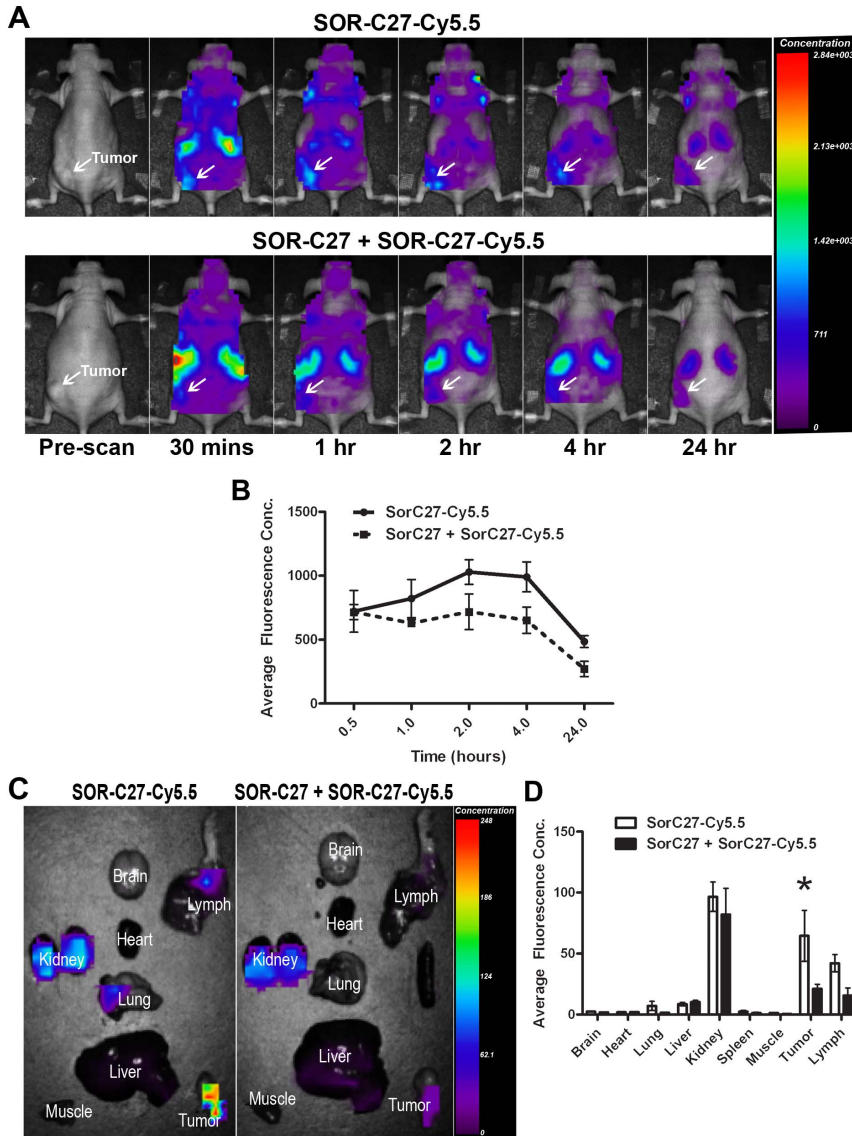 A
SOR-C27-Cy5.5
Concentration
2.84e+003
2.13e+003
1.42e+003
711
0
Tumor
SOR-C27 + SOR-C27-Cy5.5
Tumor
Pre-scan 30 mins 1 hr 2 hr 4 hr 24 hr
B
SorC27-Cy5.5
SorC27 + SorC27-Cy5.5
Average Fluorescence Conc.
1500
1000
500
0
0.5 1.0 2.0 4.0 24.0
Time (hours)
C
SOR-C27-Cy5.5
SOR-C27 + SOR-C27-Cy5.5
Brain
Lymph
Heart
Kidney
Lung
Liver
Muscle
Tumor
Brain
Lymph
Heart
Kidney
Lung
Liver
Muscle
Tumor
Concentration
248
186
124
62.1
0
D
SorC27-Cy5.5
SorC27 + SorC27-Cy5.5
Average Fluorescence Conc.
150
100
50
0
*
Brain Heart Lung Liver Kidney Spleen Muscle Tumor Lymph